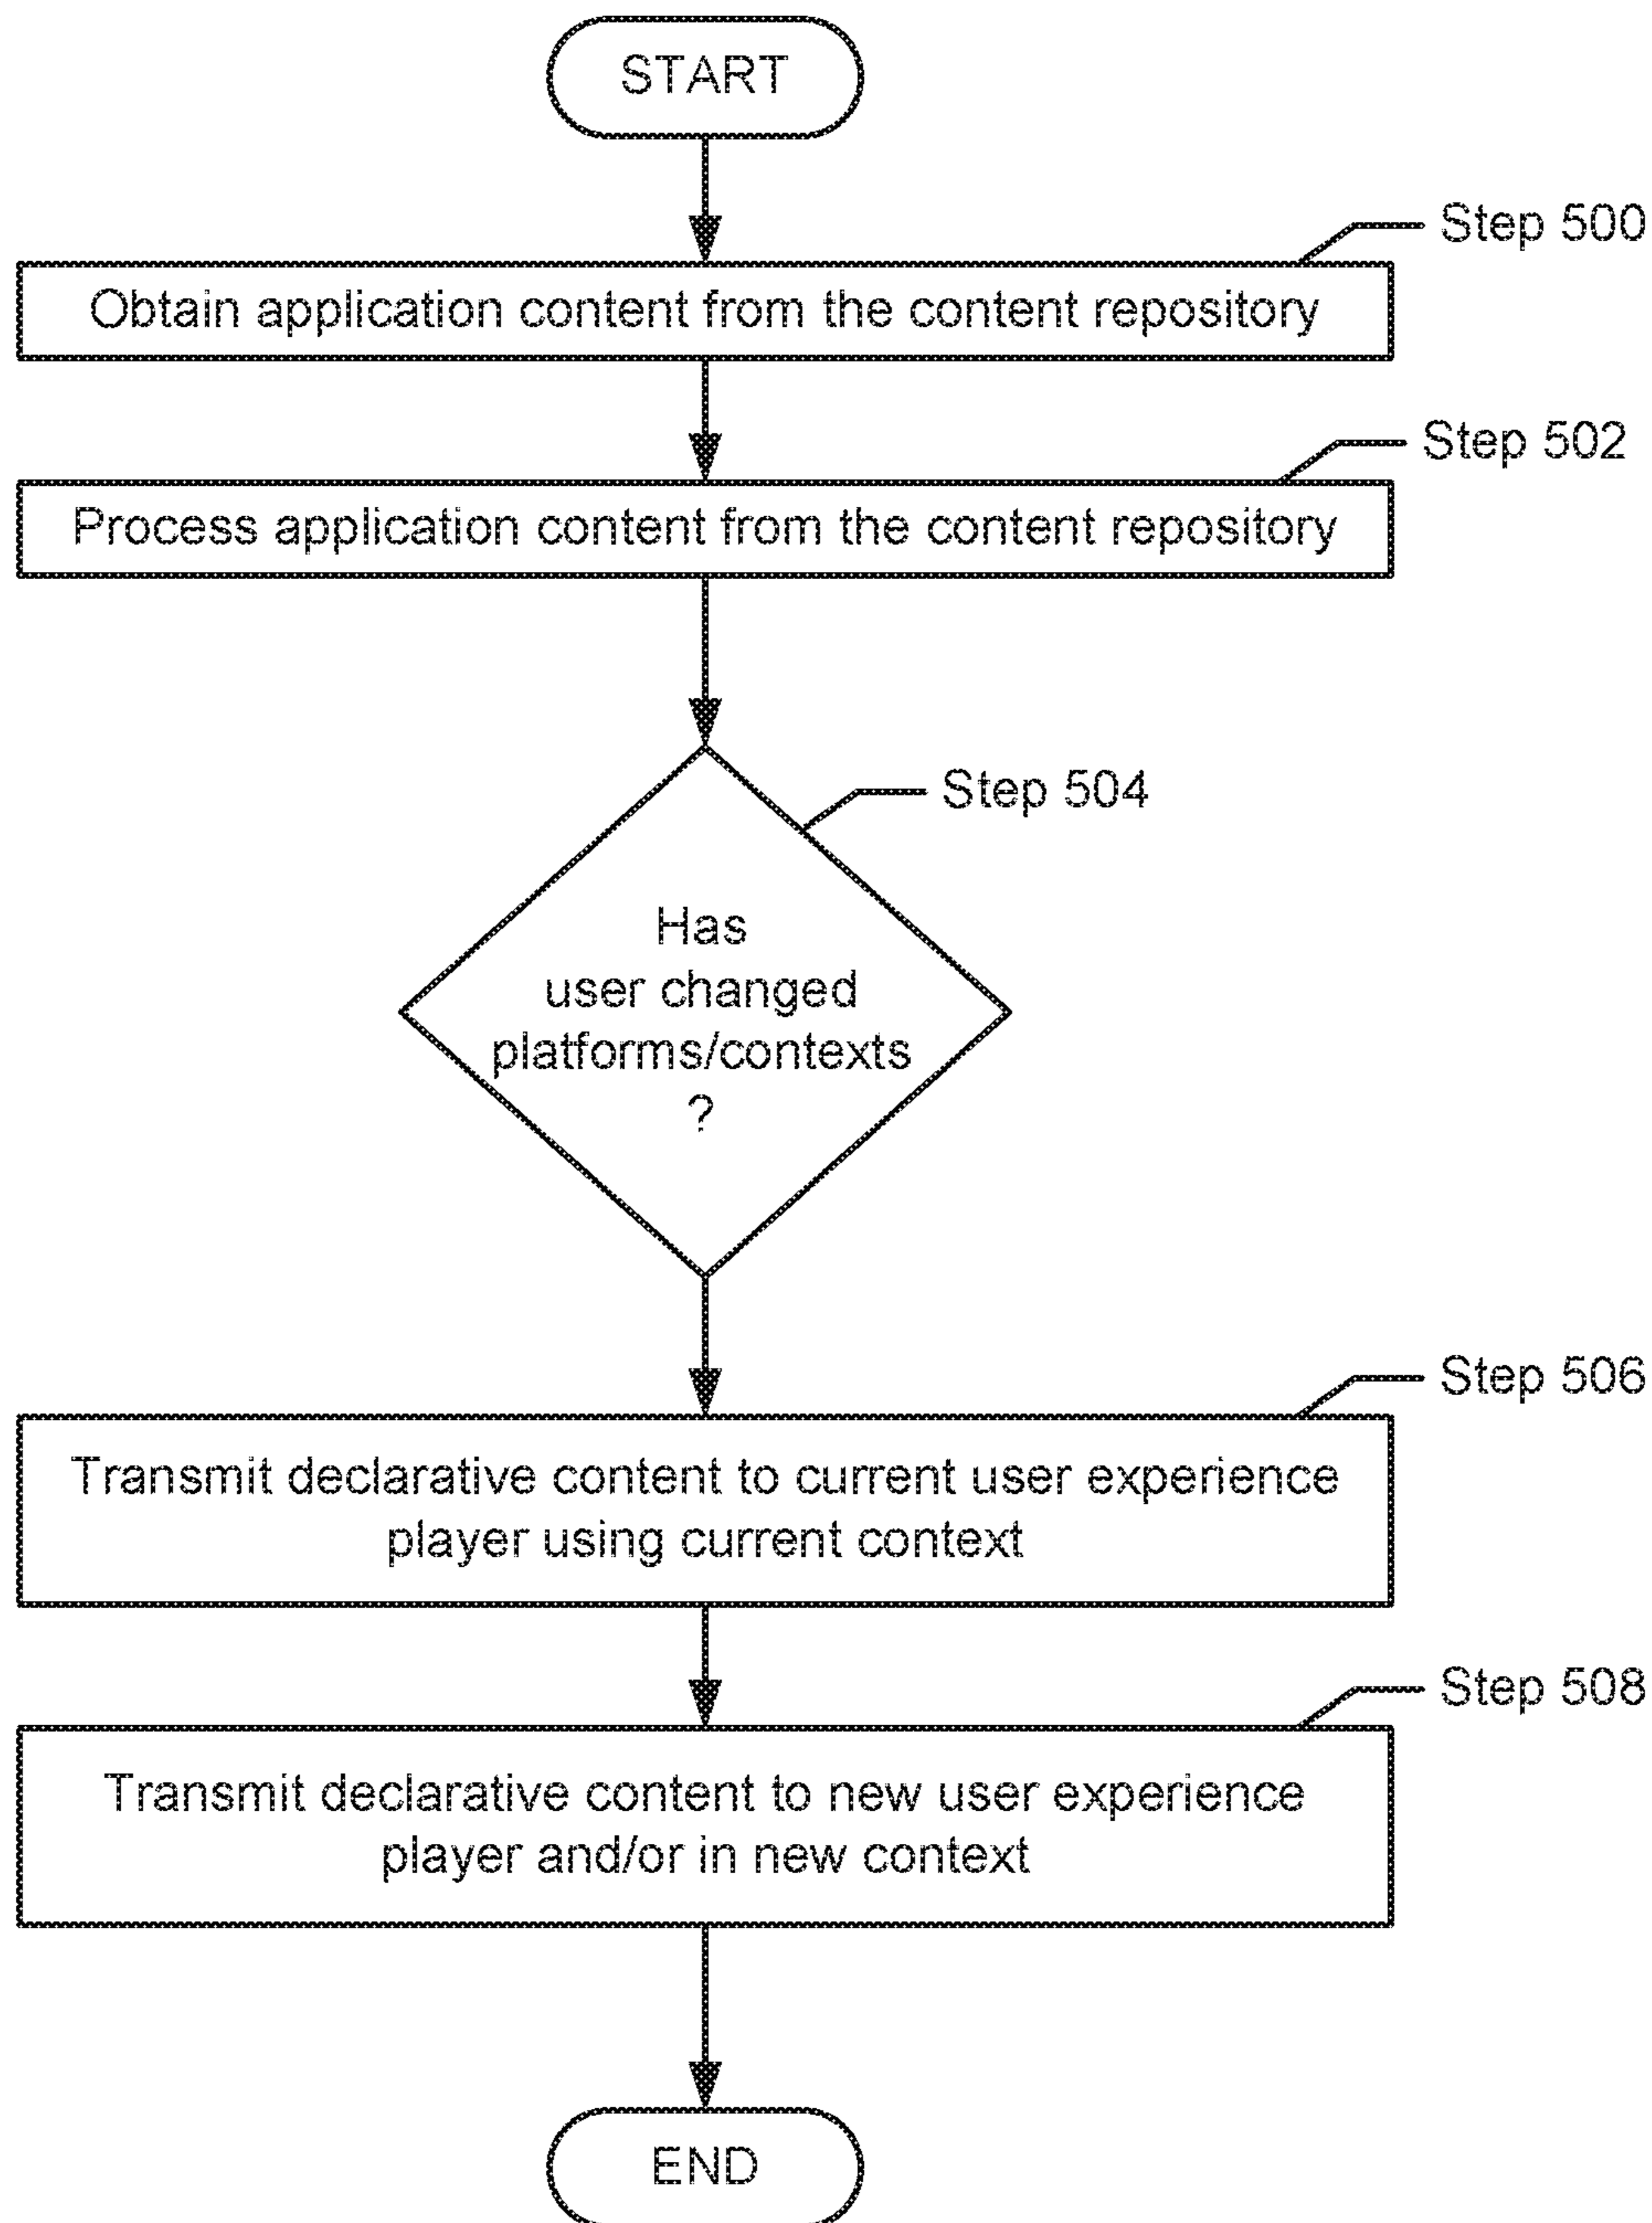 START
Step 500
Obtain application content from the content repository
Step 502
Process application content from the content repository
Step 504
Has
user changed
platforms/contexts
?
Step 506
Transmit declarative content to current user experience
player using current context
Step 508
Transmit declarative content to new user experience
player and/or in new context
END